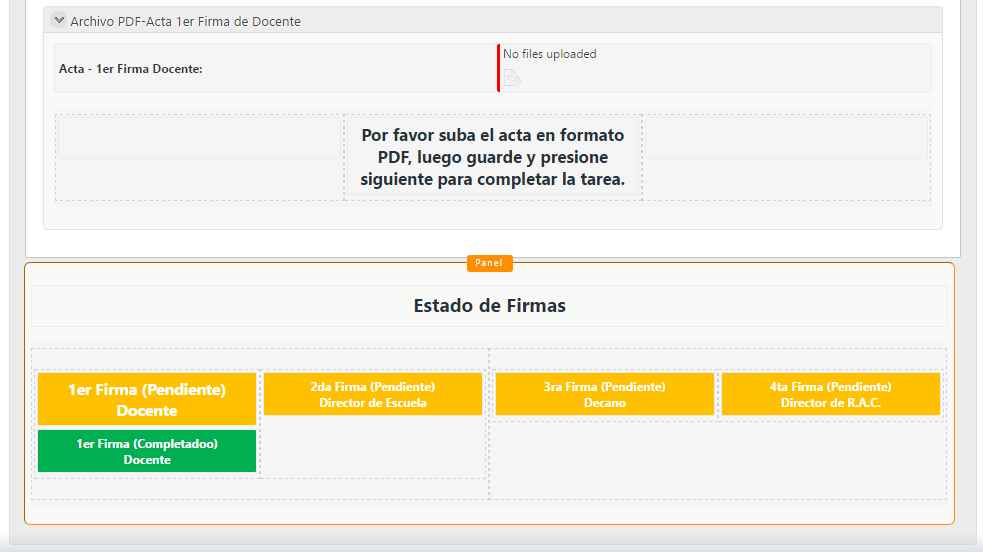 Archivo PDF-Acta 1er Firma de Docente
Acta - 1er Firma Docente:
No files uploaded
Por favor suba el acta en formato
PDF, luego guarde y presione
siguiente para completar la tarea.
Panel
Estado de Firmas
1er Firma (Pendiente)
Docente
1er Firma (Completadoo)
Docente
2da Firma (Pendiente)
Director de Escuela
3ra Firma (Pendiente)
Decano
4ta Firma (Pendiente)
Director de R.A.C.